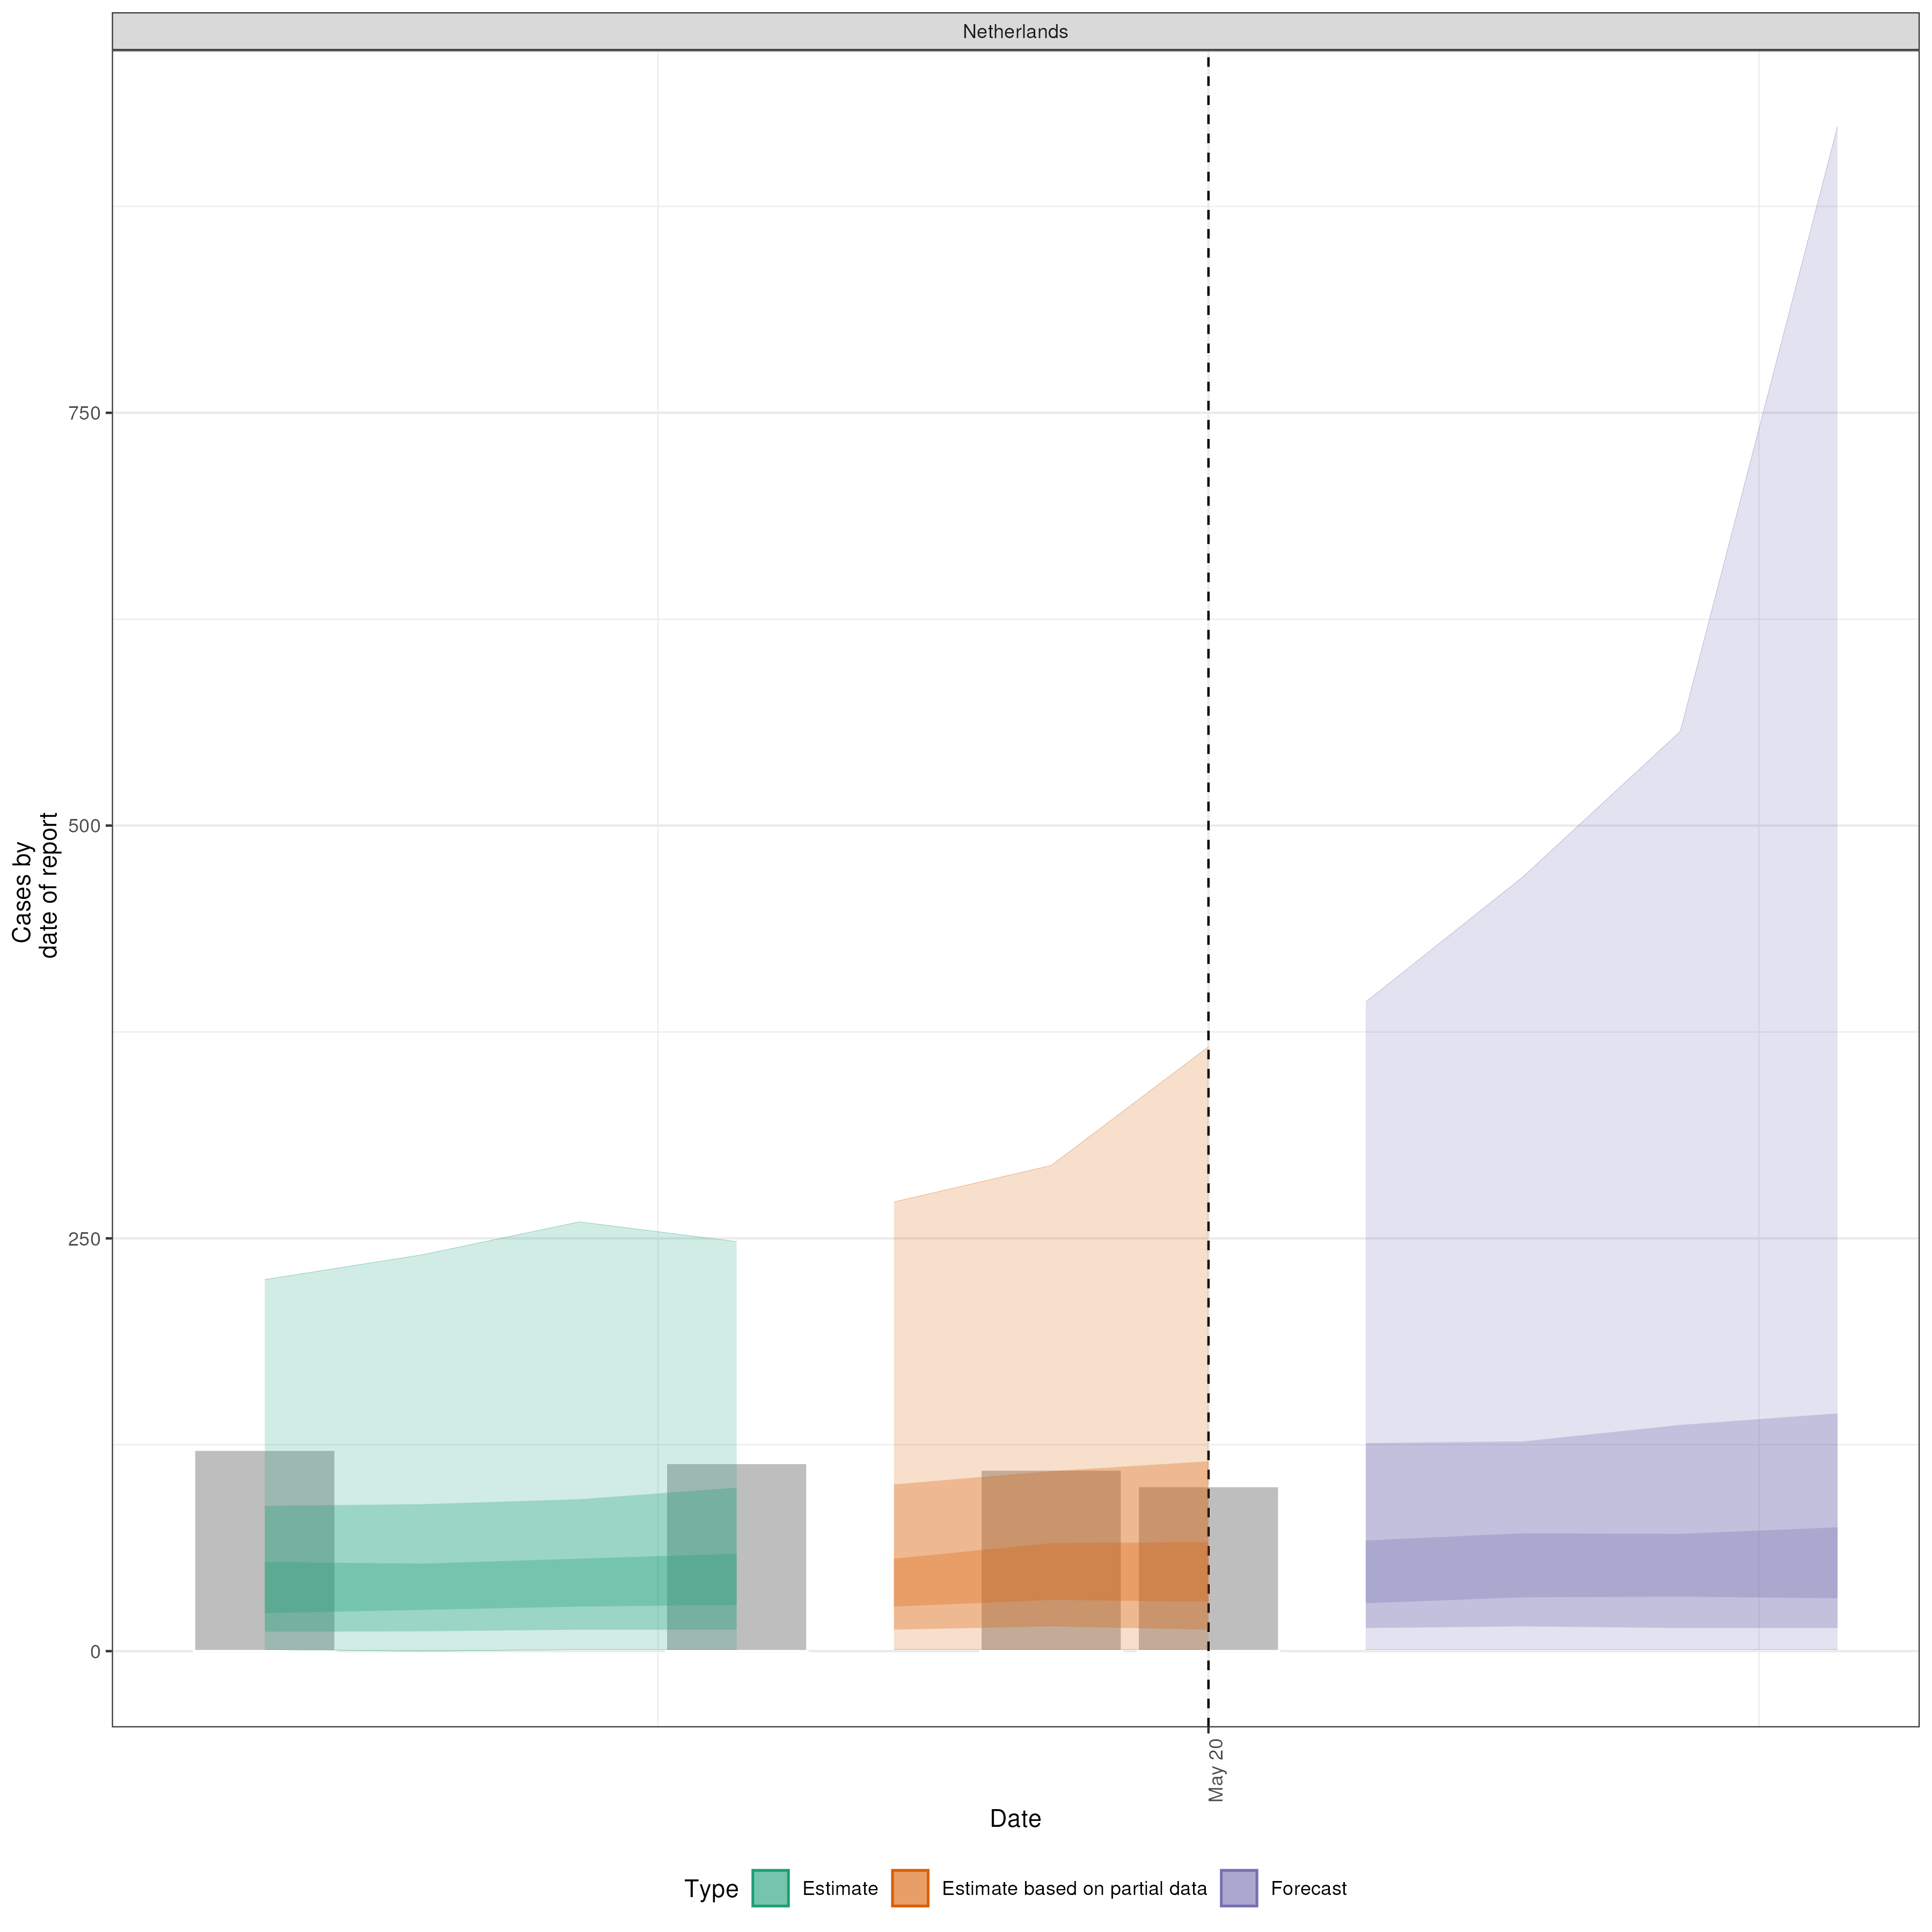 Netherlands
750
500
250
0
Cases by
date of report
May 20
Date
Type Estimate Estimate based on partial data Forecast